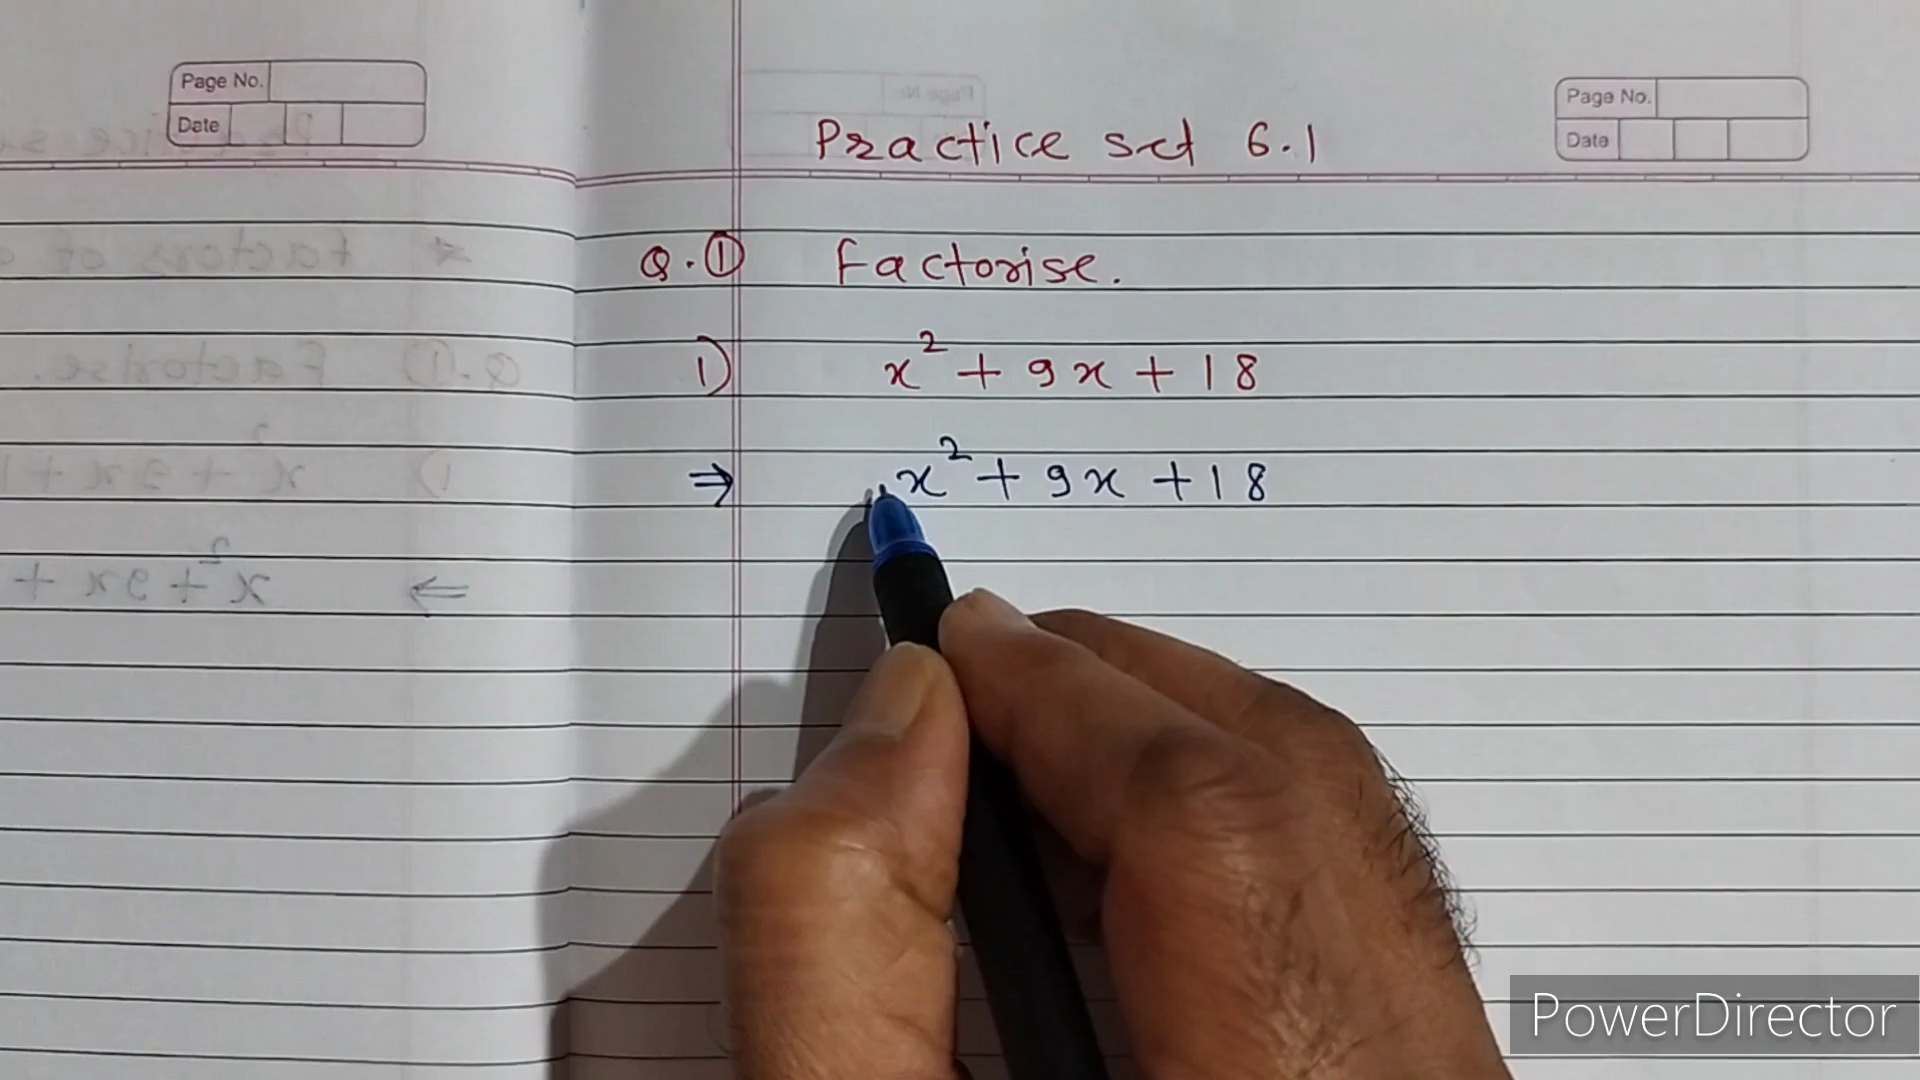 Page No.
Date
Page No.
Date
Practice set 6.1
Q.① Factorise.
1) x² + 9x + 18
⇒ x² + 9x + 18
PowerDirector